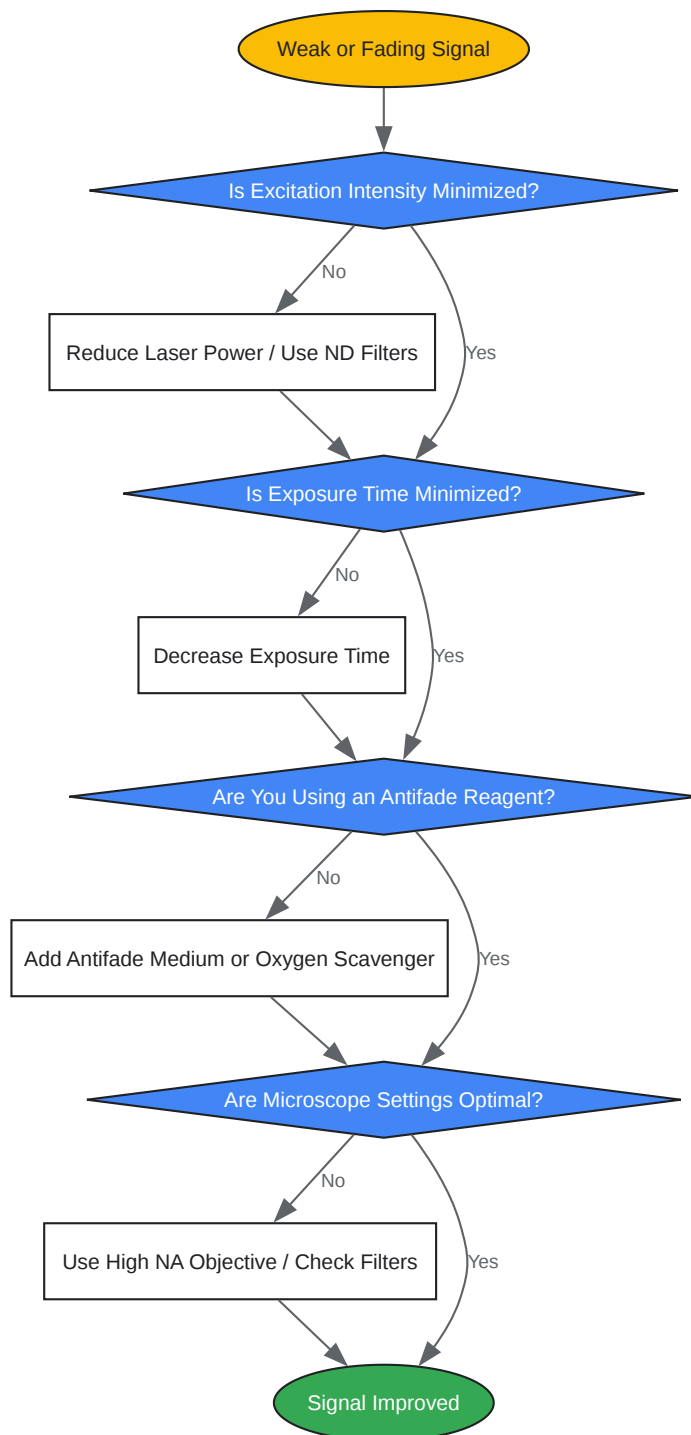 Weak or Fading Signal
Is Excitation Intensity Minimized?
No
Reduce Laser Power / Use ND Filters
Yes
Is Exposure Time Minimized?
No
Decrease Exposure Time
Yes
Are You Using an Antifade Reagent?
No
Add Antifade Medium or Oxygen Scavenger
Yes
Are Microscope Settings Optimal?
No
Use High NA Objective / Check Filters
Yes
Signal Improved